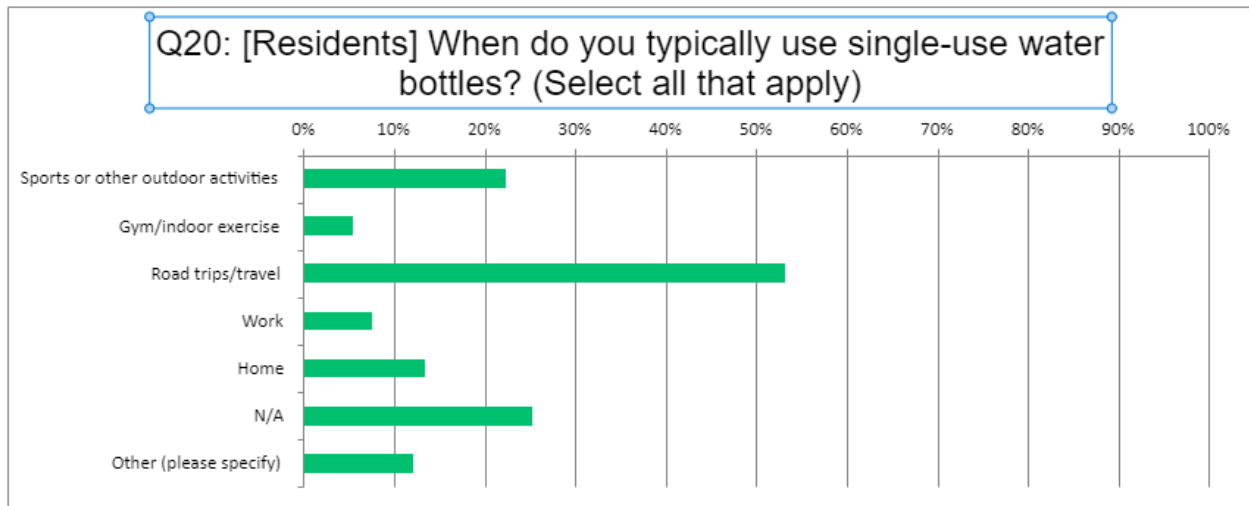 Q20: [Residents] When do you typically use single-use water
bottles? (Select all that apply)
0% 10% 20% 30% 40% 50% 60% 70% 80% 90% 100%
Sports or other outdoor activities
Gym/indoor exercise
Road trips/travel
Work
Home
N/A
Other (please specify)